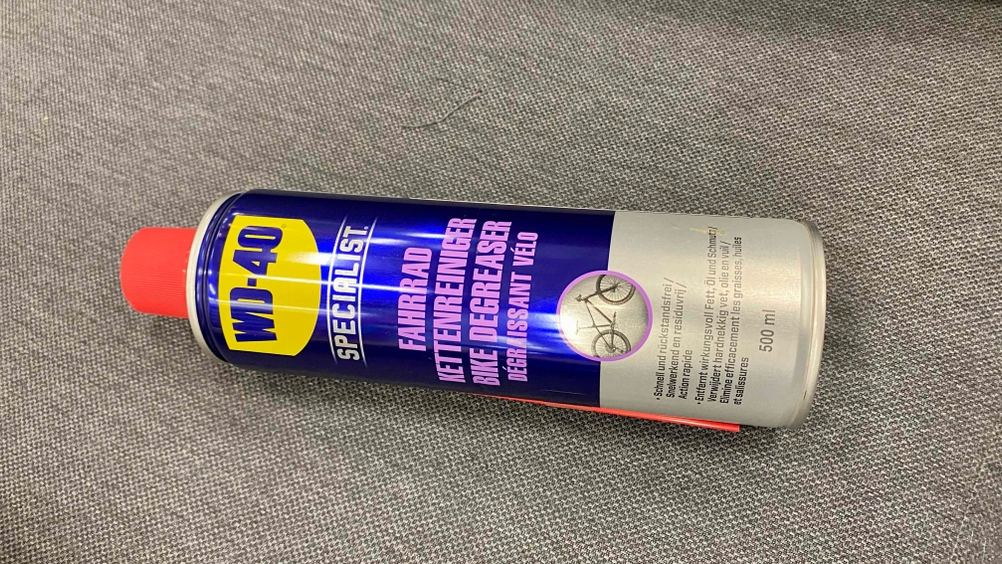 WD-40
SPECIALIST
FAHRRAD
KETTENREINIGER
BIKE DEGREASER
DÉGRAISSANT VÉLO
• Schnell und rückstandsfrei /
Snelwerkend en residuvrij /
Action rapide
• Entfernt wirkungsvoll Fett, Öl und Schmutz /
Verwijdert hardnekkig vet, olie en vuil /
Elimine efficacement les graisses, huiles
et salissures
500 ml